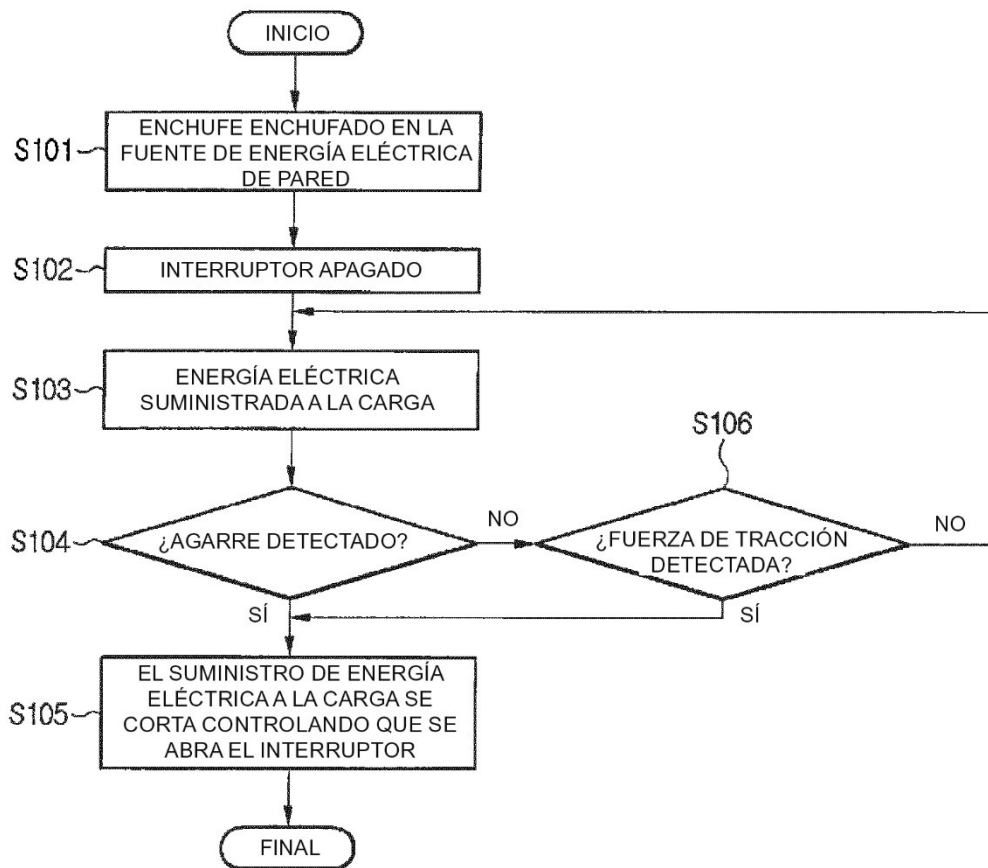 INICIO
S101
ENCHUFE ENCHUFADO EN LA
FUENTE DE ENERGÍA ELÉCTRICA
DE PARED
S102
INTERRUPTOR APAGADO
S103
ENERGÍA ELÉCTRICA
SUMINISTRADA A LA CARGA
S106
S104
¿AGARRE DETECTADO?
NO
¿FUERZA DE TRACCIÓN
DETECTADA?
NO
SÍ
SÍ
S105
EL SUMINISTRO DE ENERGÍA
ELÉCTRICA A LA CARGA SE
CORTA CONTROLANDO QUE SE
ABRA EL INTERRUPTOR
FINAL